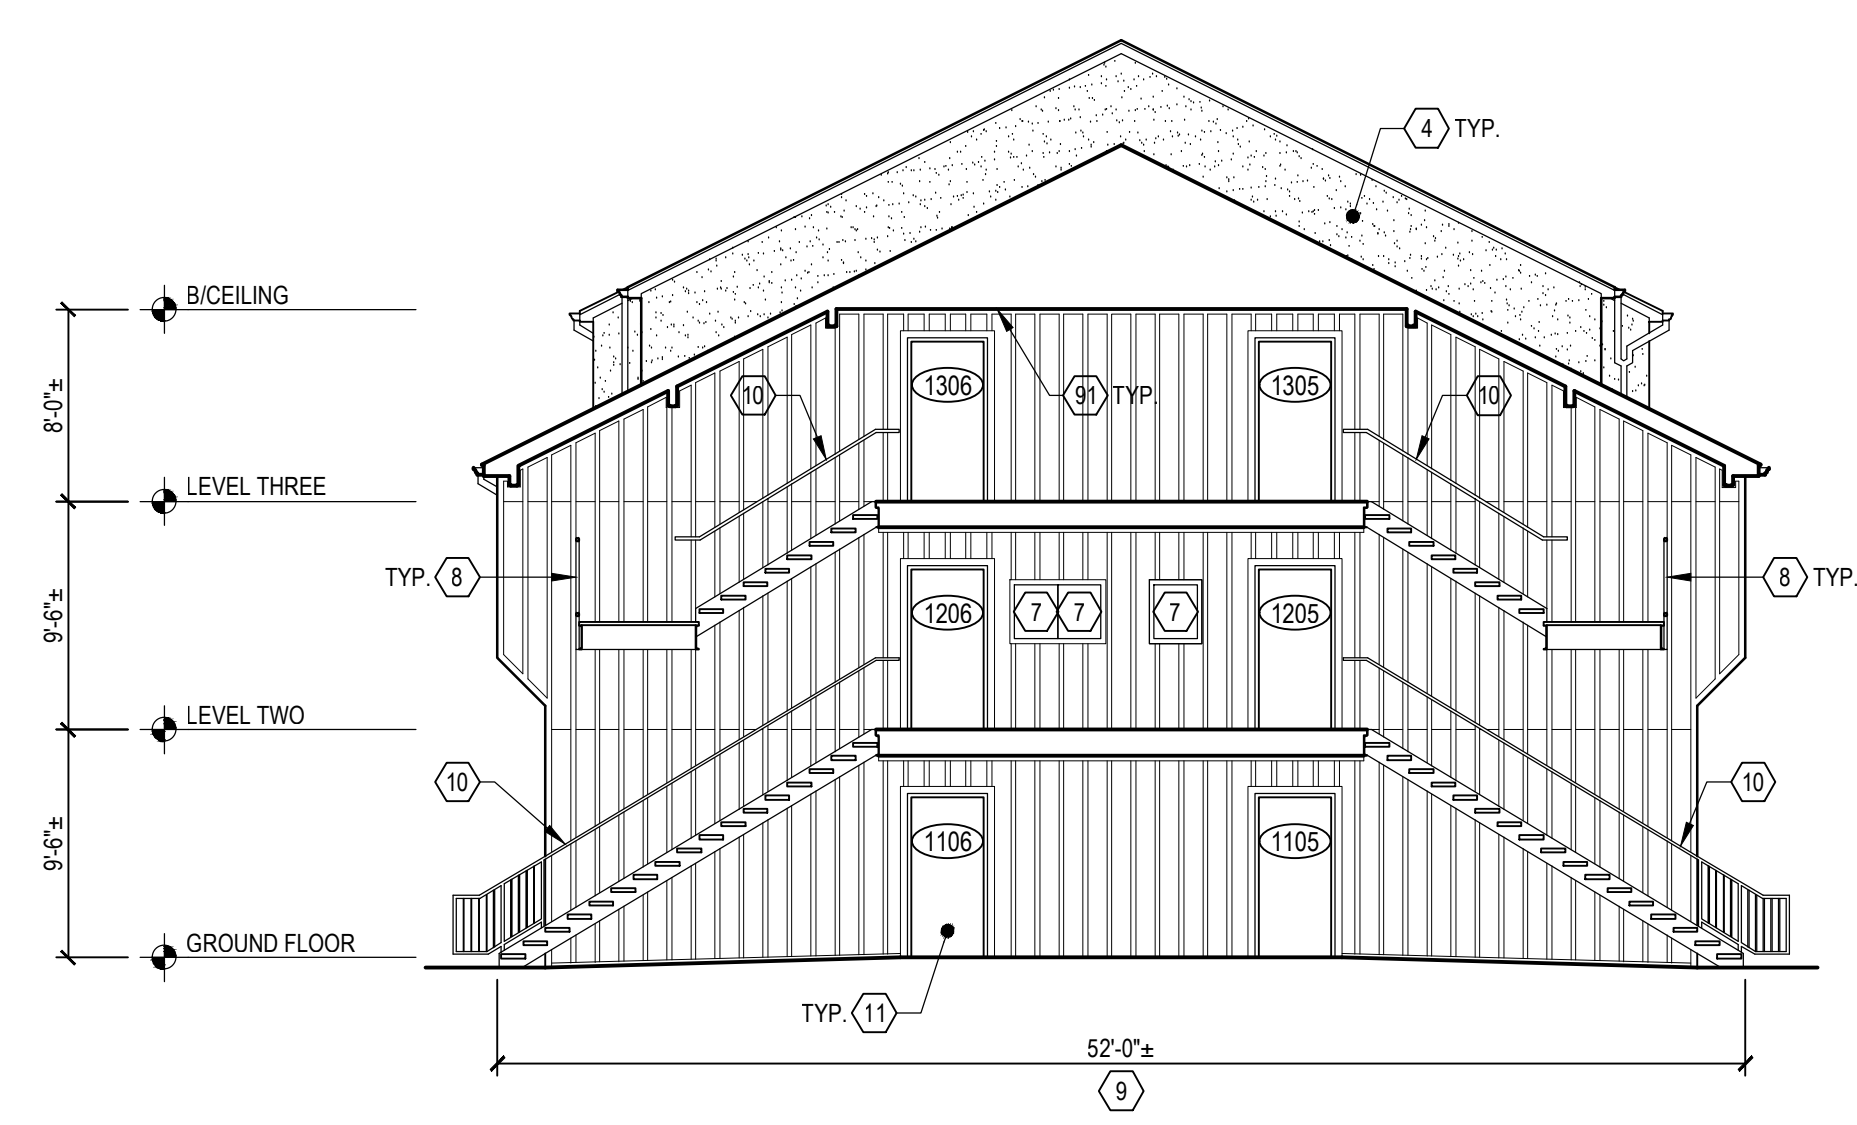 4 TYP.
B/CEILING
8'-0"±
1306
1305
10
91 TYP.
10
LEVEL THREE
TYP. 8
8 TYP.
9'-6"±
1206
7 7
7
1205
LEVEL TWO
10
10
9'-6"±
1106
1105
GROUND FLOOR
TYP. 11
52'-0"±
9